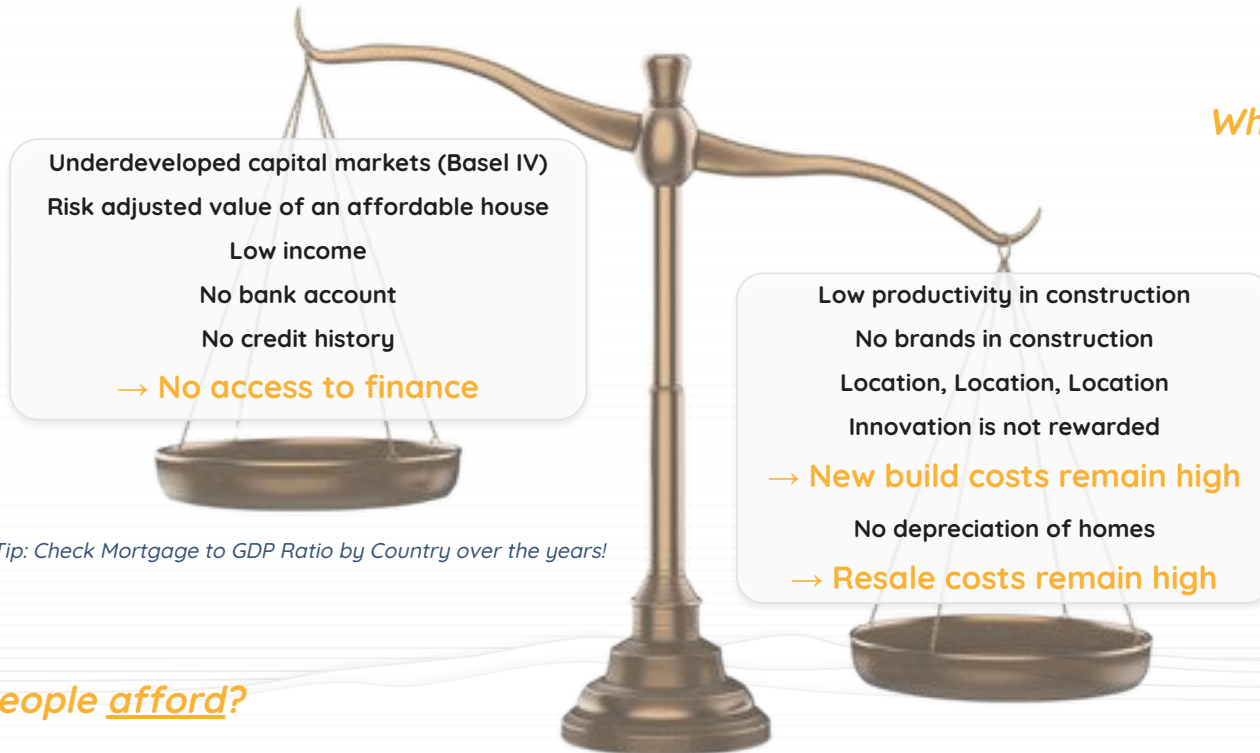 Wh
Underdeveloped capital markets (Basel IV)
Risk adjusted value of an affordable house
Low income
No bank account
No credit history
→ No access to finance
Low productivity in construction
No brands in construction
Location, Location, Location
Innovation is not rewarded
→ New build costs remain high
No depreciation of homes
→ Resale costs remain high
Tip: Check Mortgage to GDP Ratio by Country over the years!
eople afford?